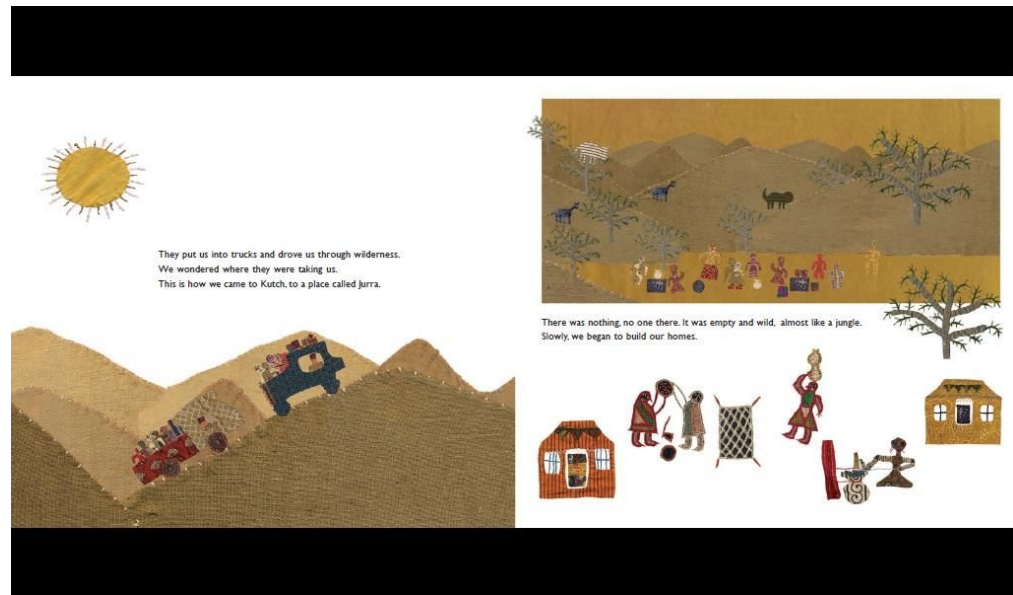 They put us into trucks and drove us through wilderness.
We wondered where they were taking us.
This is how we came to Kutch, to a place called Jurra.
There was nothing, no one there. It was empty and wild, almost like a jungle.
Slowly, we began to build our homes.